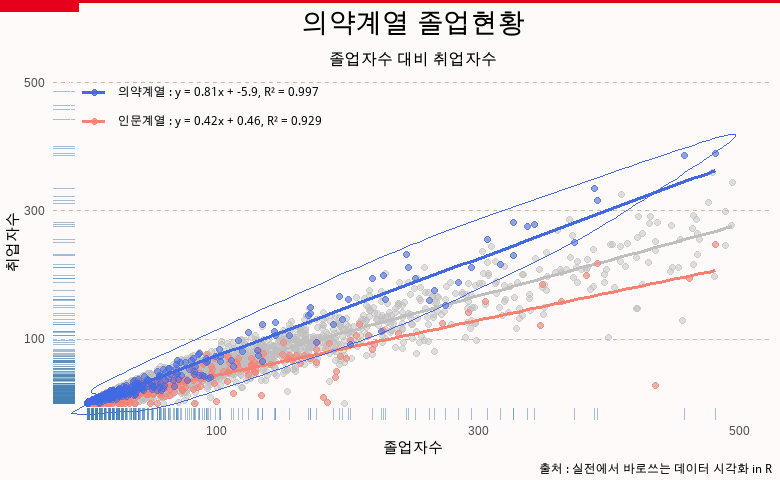 의약계열 졸업현황
졸업자수 대비 취업자수
500
의약계열 : y = 0.81x + -5.9, R² = 0.997
인문계열 : y = 0.42x + 0.46, R² = 0.929
300
취업자수
100
100 300 500
졸업자수
출처 : 실전에서 바로쓰는 데이터 시각화 in R